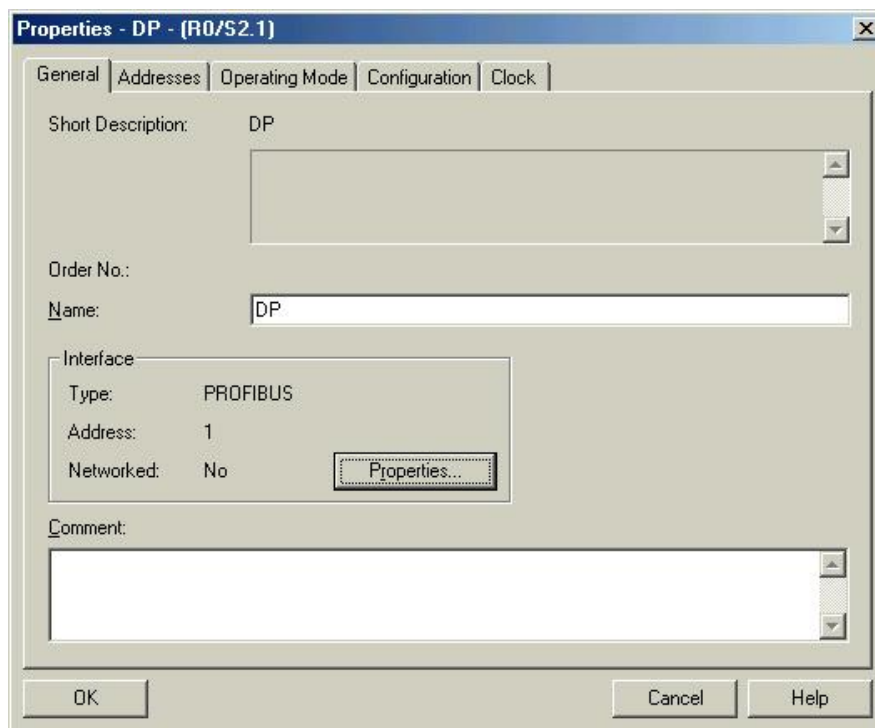 Properties - DP - (R0/S2.1)
General Addresses Operating Mode Configuration Clock
Short Description: DP
Order No.:
Name: DP
Interface
Type: PROFIBUS
Address: 1
Networked: No Properties...
Comment:
OK Cancel Help